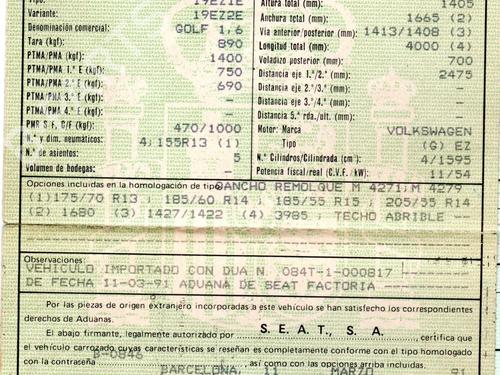 Tipo: 19EZ1E
Variante: 19EZ2E
Denominación comercial: GOLF 1,6
Tara (kgf): 890
PTMA/PMA (kgf): 1400
PTMA/PMA 1.ª E (kgf): 750
PTMA/PMA 2.ª E (kgf): 690
PTMA/PMA 3.ª E (kgf): –
PTMA/PMA 4.ª E (kgf): –
PMR S F, C/F (kgf): 470/1000
N.º y dim. neumáticos: 4; 155R13 (1)
N.º de asientos: 5
Volumen de bodegas: –
Altura total (mm): 1405
Anchura total (mm): 1665 (2)
Vía anterior/posterior (mm): 1413/1408 (3)
Longitud total (mm): 4000 (4)
Voladizo posterior (mm): 700
Distancia eje 1.º/2.º (mm): 2475
Distancia eje 2.º/3.º (mm): –
Distancia eje 3.º/4.º (mm): –
Distancia 5.ª rda./ult. (mm): –
Motor: Marca VOLKSWAGEN
Tipo (G) EZ
N.º Cilindros/Cilindrada (cm³): 4/1595
Potencia fiscal/real (C.V.F./kW): 11/54
Opciones incluidas en la homologación de tipo: GANCHO REMOLQUE M 4271; M 4279
(1)175/70 R13 ; 185/60 R14 ; 185/55 R15 ; 205/55 R14
(2) 1680 (3) 1427/1422 (4) 3985 ; TECHO ABRIBLE –
Observaciones:
VEHICULO IMPORTADO CON DUA N. 084T-1-000817
DE FECHA 11-03-91 ADUANA DE SEAT FACTORIA
Por las piezas de origen extranjero incorporadas a este vehículo se han satisfecho los correspondientes
derechos de Aduanas.
El abajo firmante, legalmente autorizado por S. E. A. T., S. A. , certifica que
el vehículo carrozado cuyas características se reseñan es completamente conforme con el tipo homologado
con la contraseña B-0846 , así como con las opciones arriba incluidas.
BARCELONA, 11 MARZO 91